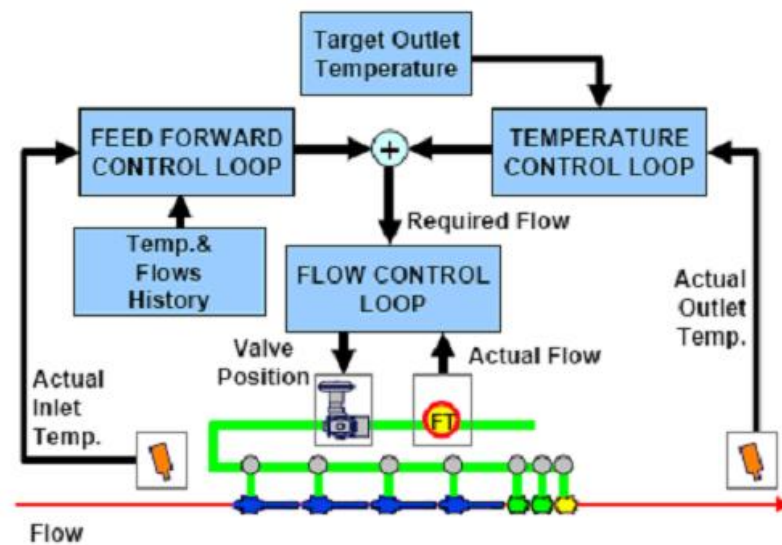 Target Outlet
Temperature
FEED FORWARD
CONTROL LOOP
+
TEMPERATURE
CONTROL LOOP
Required Flow
Temp.&
Flows
History
FLOW CONTROL
LOOP
Actual
Outlet
Temp.
Valve
Position
Actual Flow
Actual
Inlet
Temp.
FT
Flow